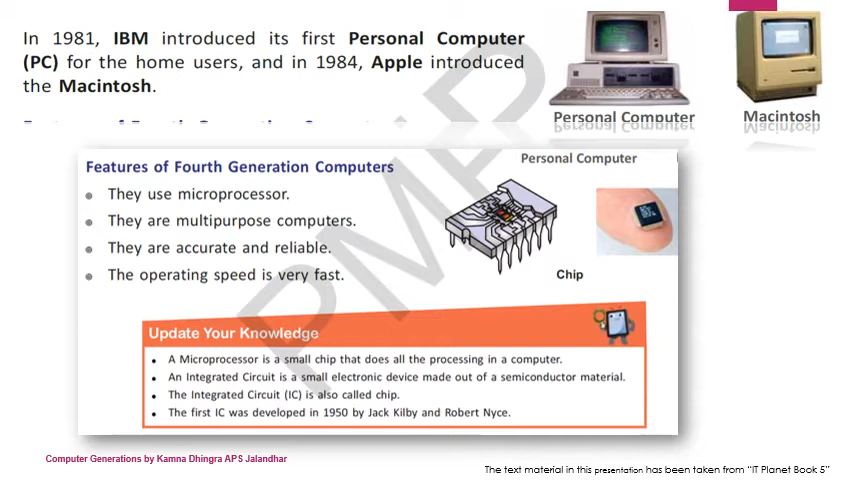 In 1981, IBM introduced its first Personal Computer
(PC) for the home users, and in 1984, Apple introduced
the Macintosh.
Personal Computer
Macintosh
Features of Fourth Generation Computers
Personal Computer
They use microprocessor.
They are multipurpose computers.
They are accurate and reliable.
The operating speed is very fast.
Chip
Update Your Knowledge
A Microprocessor is a small chip that does all the processing in a computer.
An Integrated Circuit is a small electronic device made out of a semiconductor material.
The Integrated Circuit (IC) is also called chip.
The first IC was developed in 1950 by Jack Kilby and Robert Nyce.
Computer Generations by Kamna Dhingra APS Jalandhar
The text material in this presentation has been taken from “IT Planet Book 5”